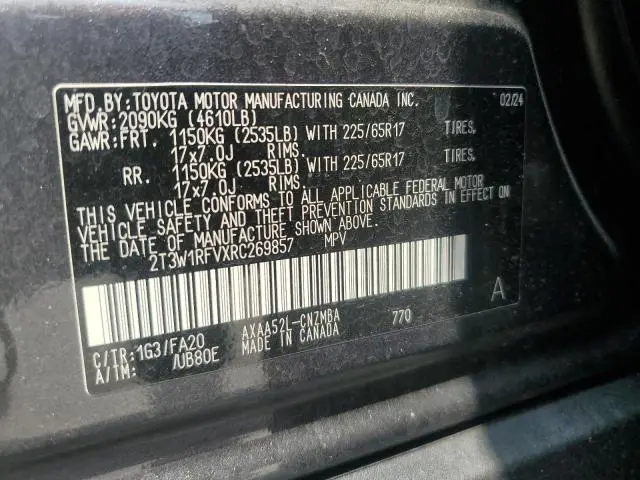 MFD.BY:TOYOTA MOTOR MANUFACTURING CANADA INC. 02/24
GVWR:2090KG (4610LB)
GAWR:FRT. 1150KG (2535LB) WITH 225/65R17 TIRES,
17x7.0J RIMS.
RR. 1150KG (2535LB) WITH 225/65R17 TIRES,
17x7.0J RIMS.
THIS VEHICLE CONFORMS TO ALL APPLICABLE FEDERAL MOTOR
VEHICLE SAFETY AND THEFT PREVENTION STANDARDS IN EFFECT ON
THE DATE OF MANUFACTURE SHOWN ABOVE.
2T3W1RFVXRC269857 MPV
A
C/TR:1G3/FA20 AXAA52L-CNZMBA 770
A/TM: /UB80E MADE IN CANADA